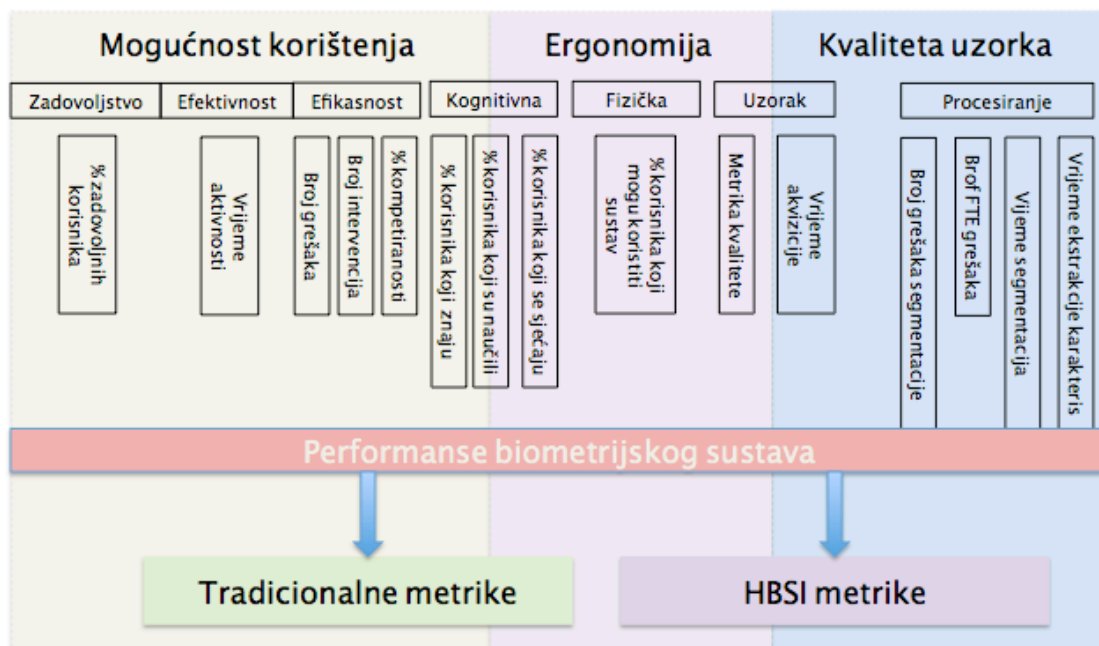 Mogućnost korištenja
Ergonomija
Kvaliteta uzorka
Zadovoljstvo
Efektivnost
Efikasnost
Kognitivna
Fizička
Uzorak
Procesiranje
%zadovoljnih
korisnika
Vrijeme
aktivnosti
Broj grešaka
Broj intervencija
%kompetiranosti
%korisnika koji znaju
%korisnika koji su naučili
%korisnika koji se sjećaju
%korisnika koji
mogu koristiti
sustav
Metrika kvalitete
Vrijeme
akvizicije
Broj grešaka segmentacije
Brof FTE
grešaka
Vijeme segmentacija
Vrijeme ekstrakcije karakteris
Performanse biometrijskog sustava
Tradicionalne metrike
HBSI metrike